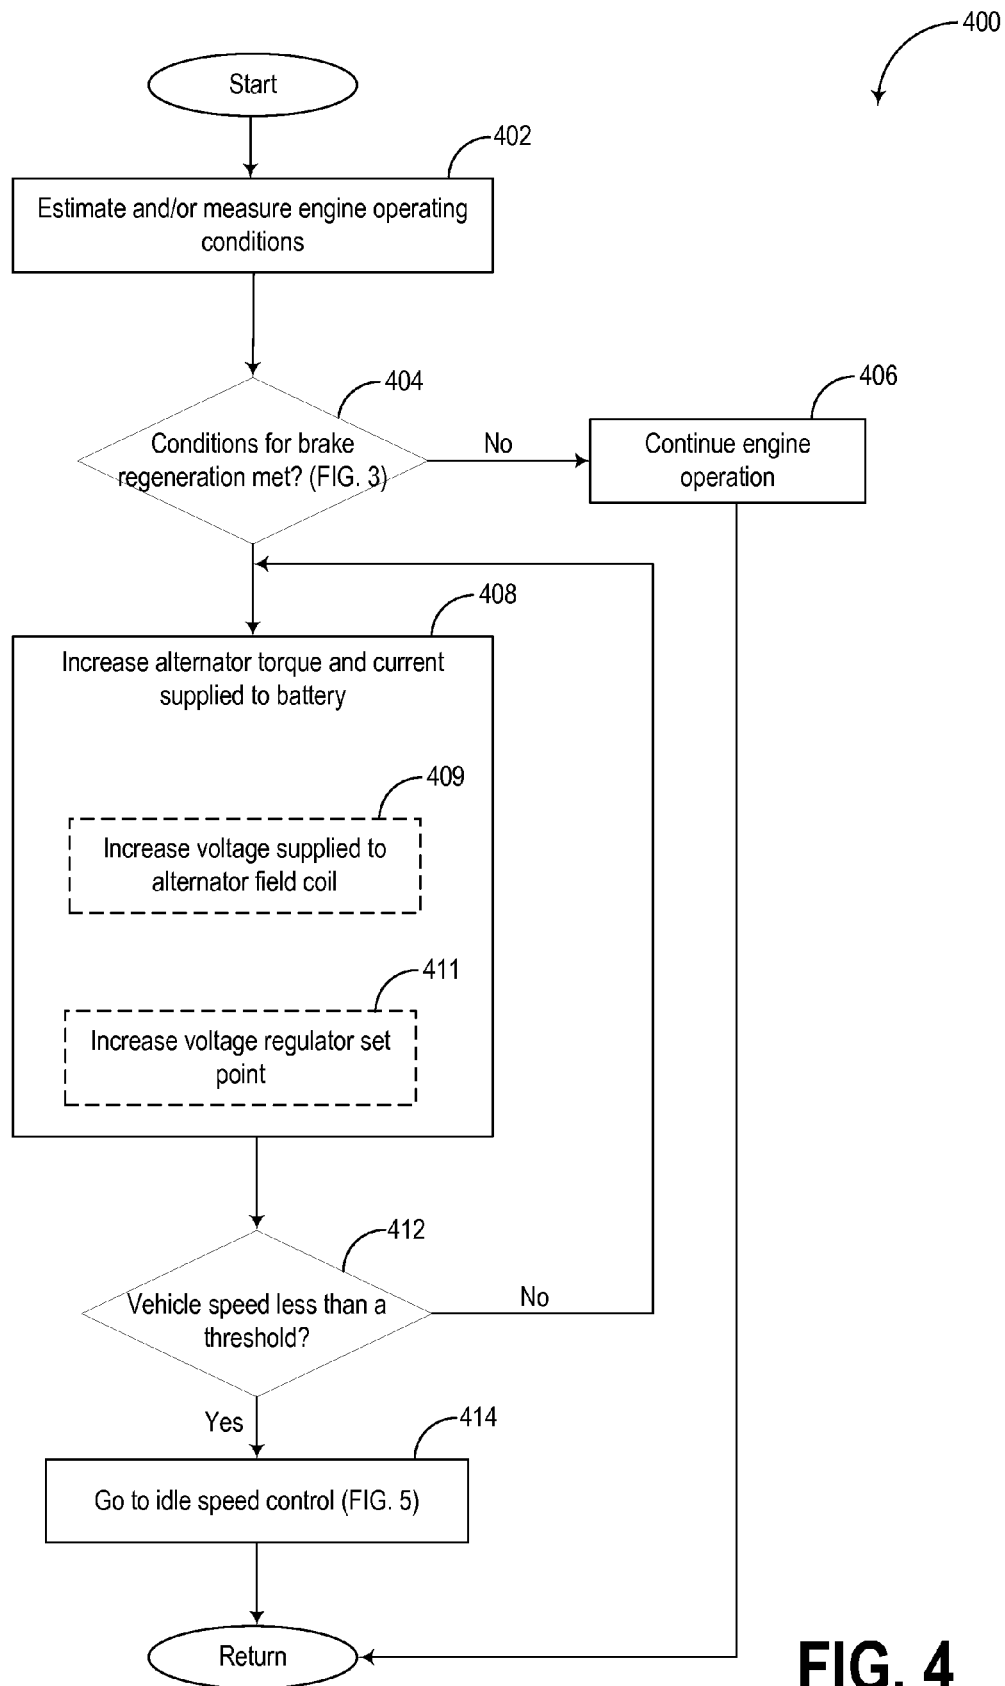 400
Start
402
Estimate and/or measure engine operating
conditions
404
Conditions for brake
regeneration met? (FIG. 3)
No
406
Continue engine
operation
408
Increase alternator torque and current
supplied to battery
409
Increase voltage supplied to
alternator field coil
411
Increase voltage regulator set
point
412
Vehicle speed less than a
threshold?
No
Yes
414
Go to idle speed control (FIG. 5)
Return
FIG. 4